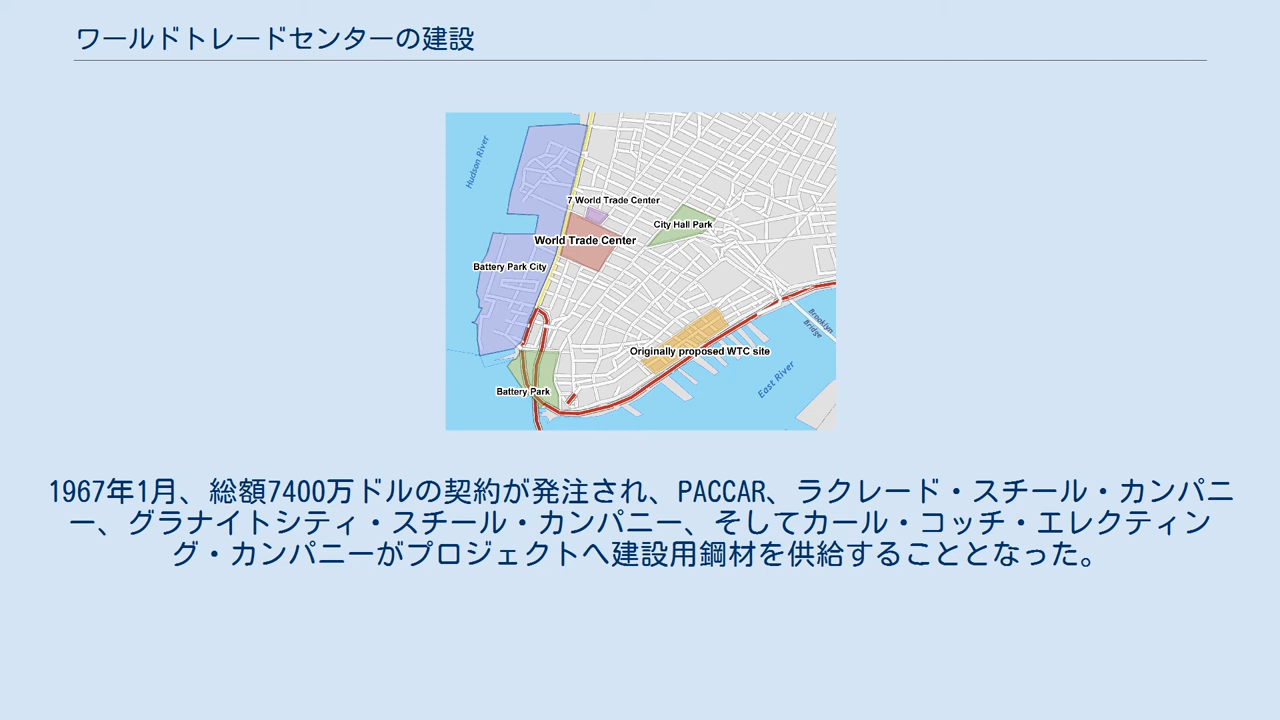 ワールドトレードセンターの建設
Hudson River
7 World Trade Center
City Hall Park
World Trade Center
Battery Park City
Brooklyn
Bridge
Originally proposed WTC site
East River
Battery Park
1967年1月、総額7400万ドルの契約が発注され、PACCAR、ラクレード・スチール・カンパニ
ー、グラナイトシティ・スチール・カンパニー、そしてカール・コッチ・エレクティン
グ・カンパニーがプロジェクトへ建設用鋼材を供給することとなった。